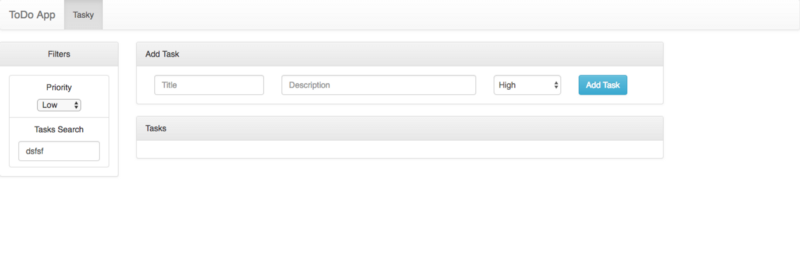 ToDo App Tasky
Filters
Priority
Low
Tasks Search
dsfsf
Add Task
Title Description High Add Task
Tasks